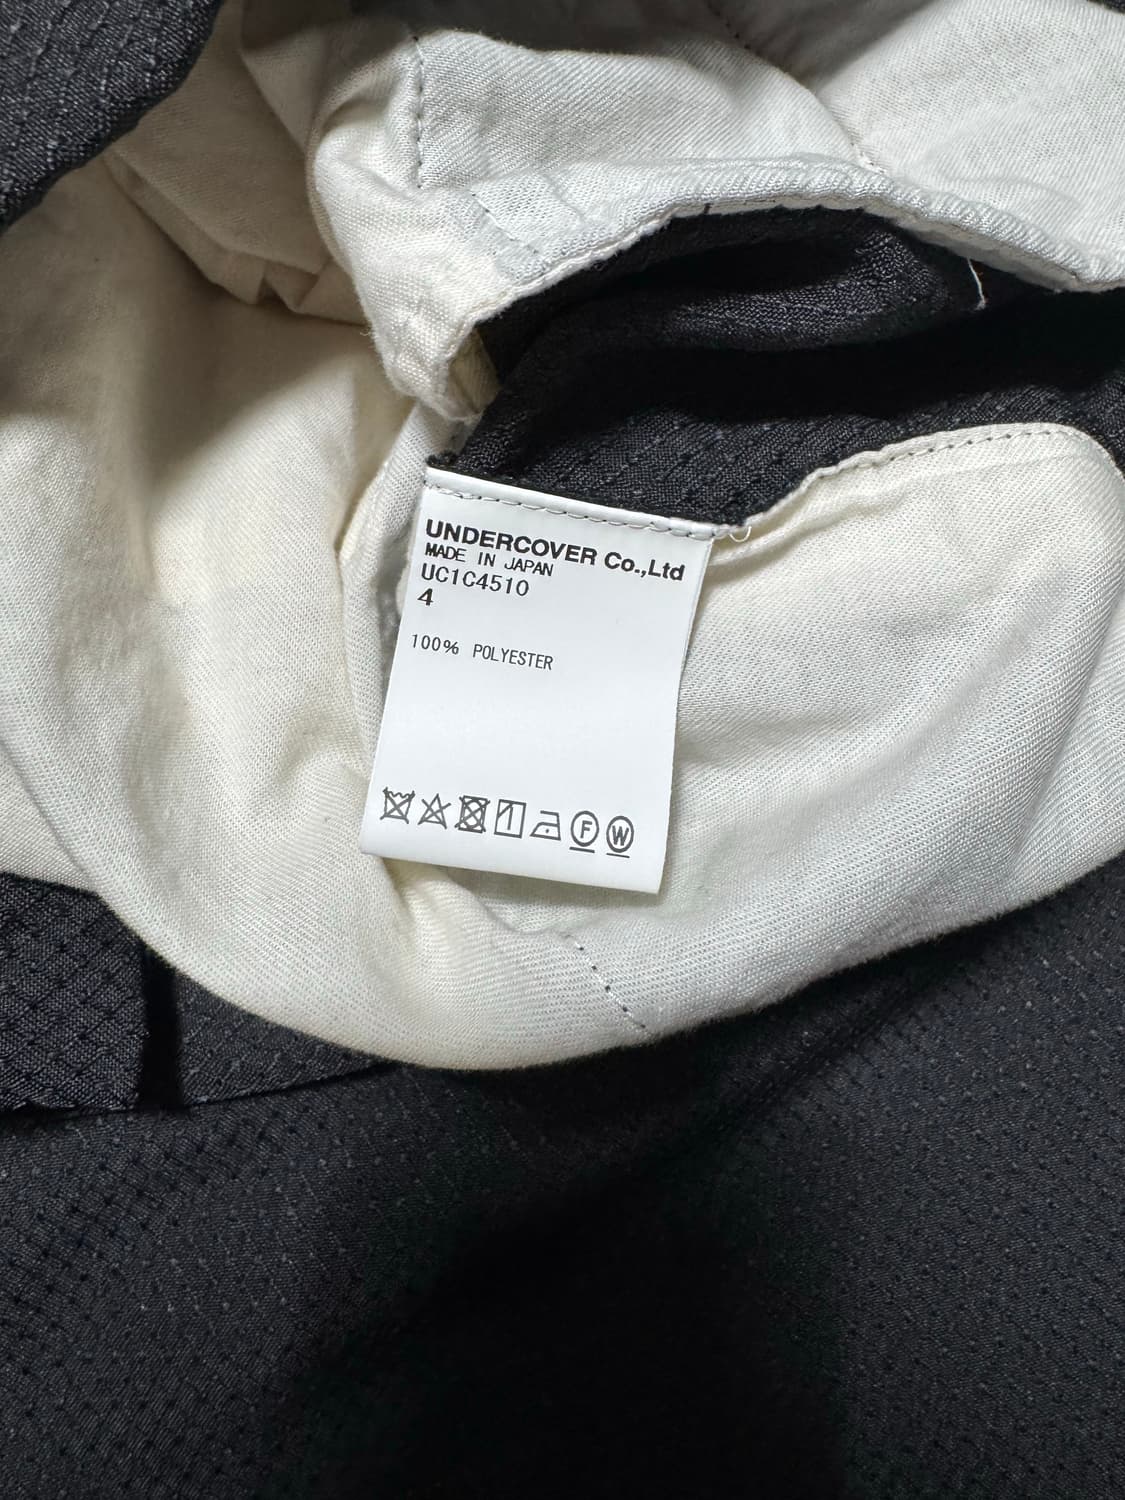 UNDERCOVER Co.,Ltd
MADE IN JAPAN
UC1C4510
4
100% POLYESTER
F W